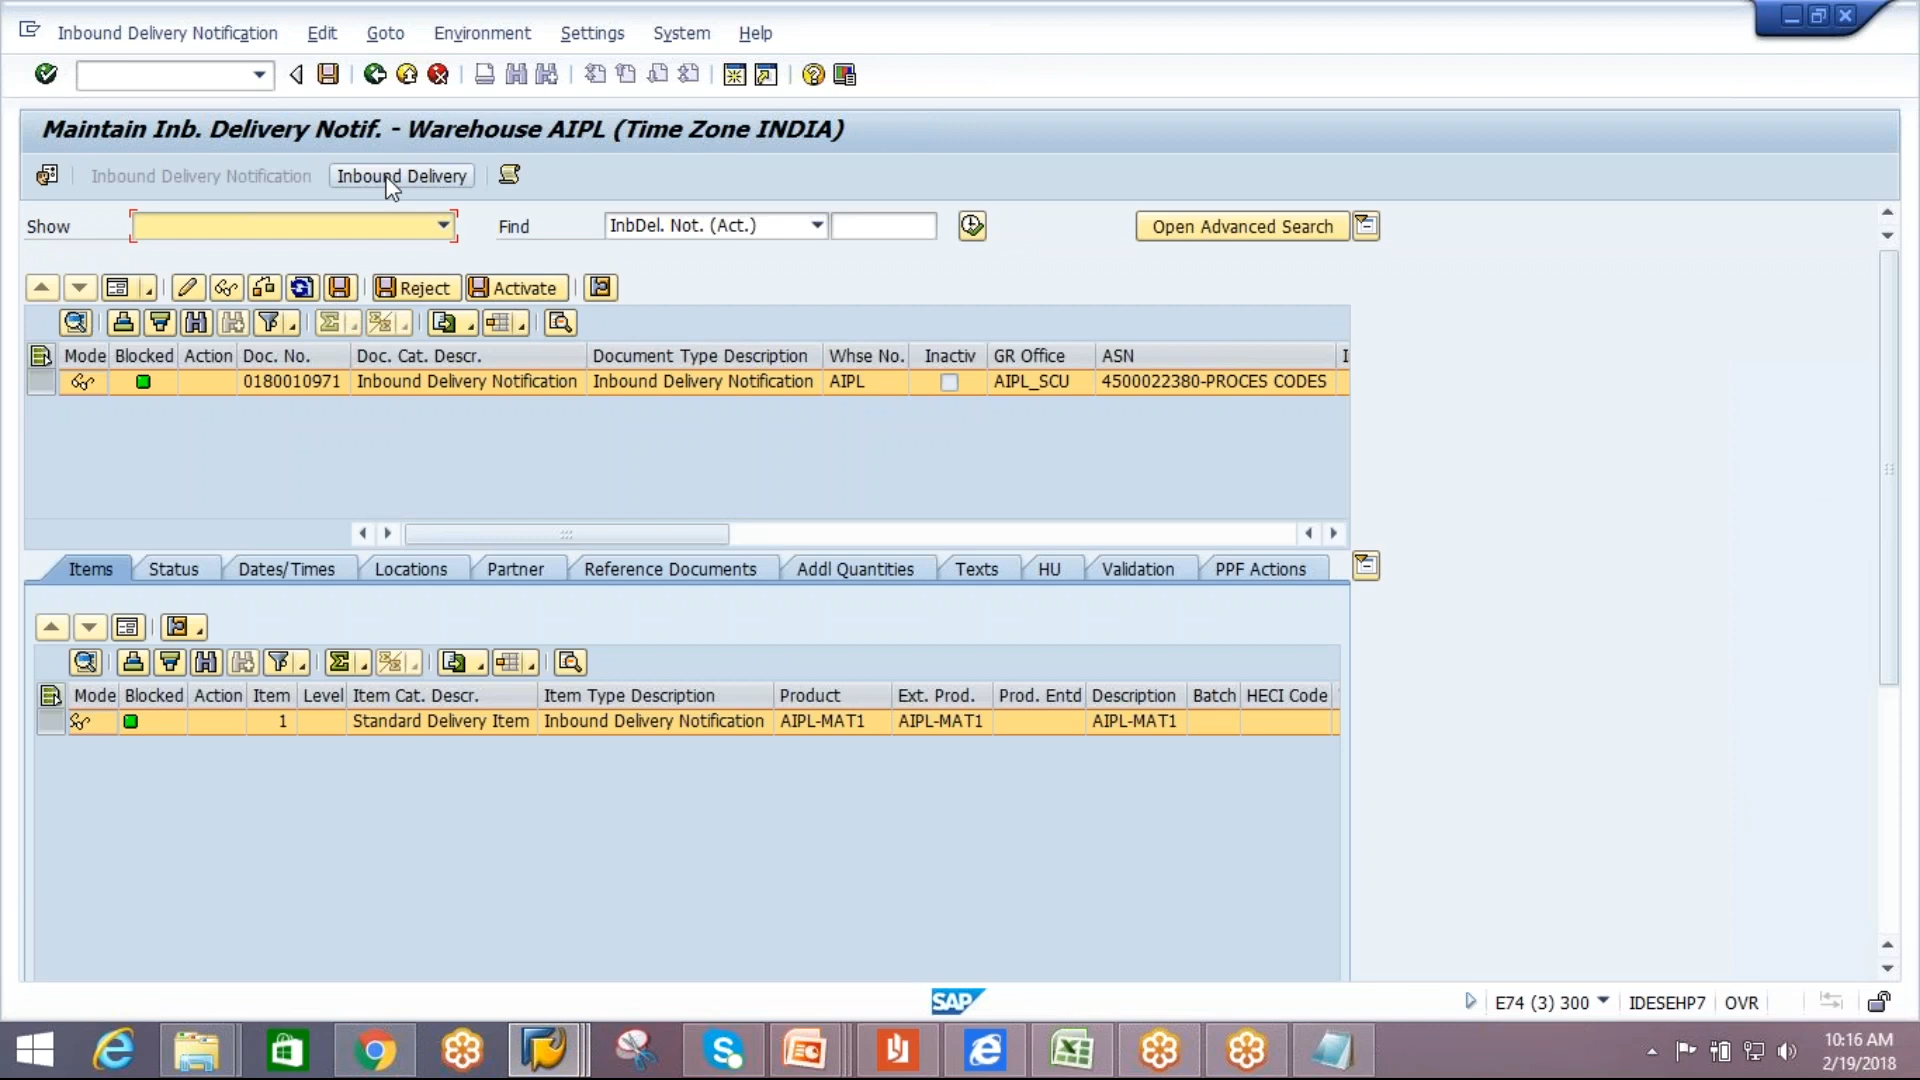 Inbound Delivery Notification Edit Goto Environment Settings System Help
Maintain Inb. Delivery Notif. - Warehouse AIPL (Time Zone INDIA)
Inbound Delivery Notification Inbound Delivery
Show Find InbDel. Not. (Act.) Open Advanced Search
Reject Activate
Mode Blocked Action Doc. No. Doc. Cat. Descr. Document Type Description Whse No. Inactiv GR Office ASN I
0180010971 Inbound Delivery Notification Inbound Delivery Notification AIPL AIPL_SCU 4500022380-PROCES CODES
Items Status Dates/Times Locations Partner Reference Documents Addl Quantities Texts HU Validation PPF Actions
Mode Blocked Action Item Level Item Cat. Descr. Item Type Description Product Ext. Prod. Prod. Entd Description Batch HECI Code
1 Standard Delivery Item Inbound Delivery Notification AIPL-MAT1 AIPL-MAT1 AIPL-MAT1
SAP E74 (3) 300 IDESEHP7 OVR
10:16 AM
2/19/2018